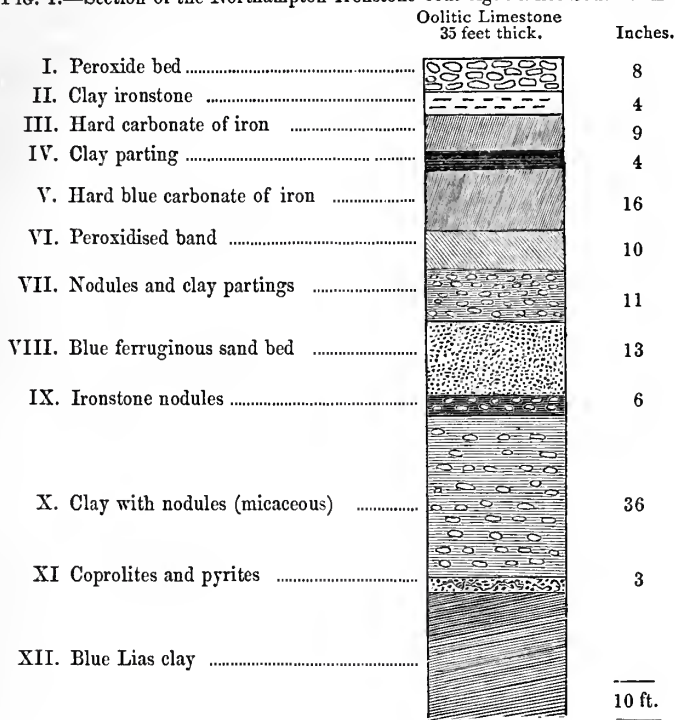 Oolitic Limestone
35 feet thick. Inches.
I. Peroxide bed 8
II. Clay ironstone 4
III. Hard carbonate of iron 9
IV. Clay parting 4
V. Hard blue carbonate of iron 16
VI. Peroxidised band 10
VII. Nodules and clay partings 11
VIII. Blue ferruginous sand bed 13
IX. Ironstone nodules 6
X. Clay with nodules (micaceous) 36
XI Coprolites and pyrites 3
XII. Blue Lias clay
10 ft.